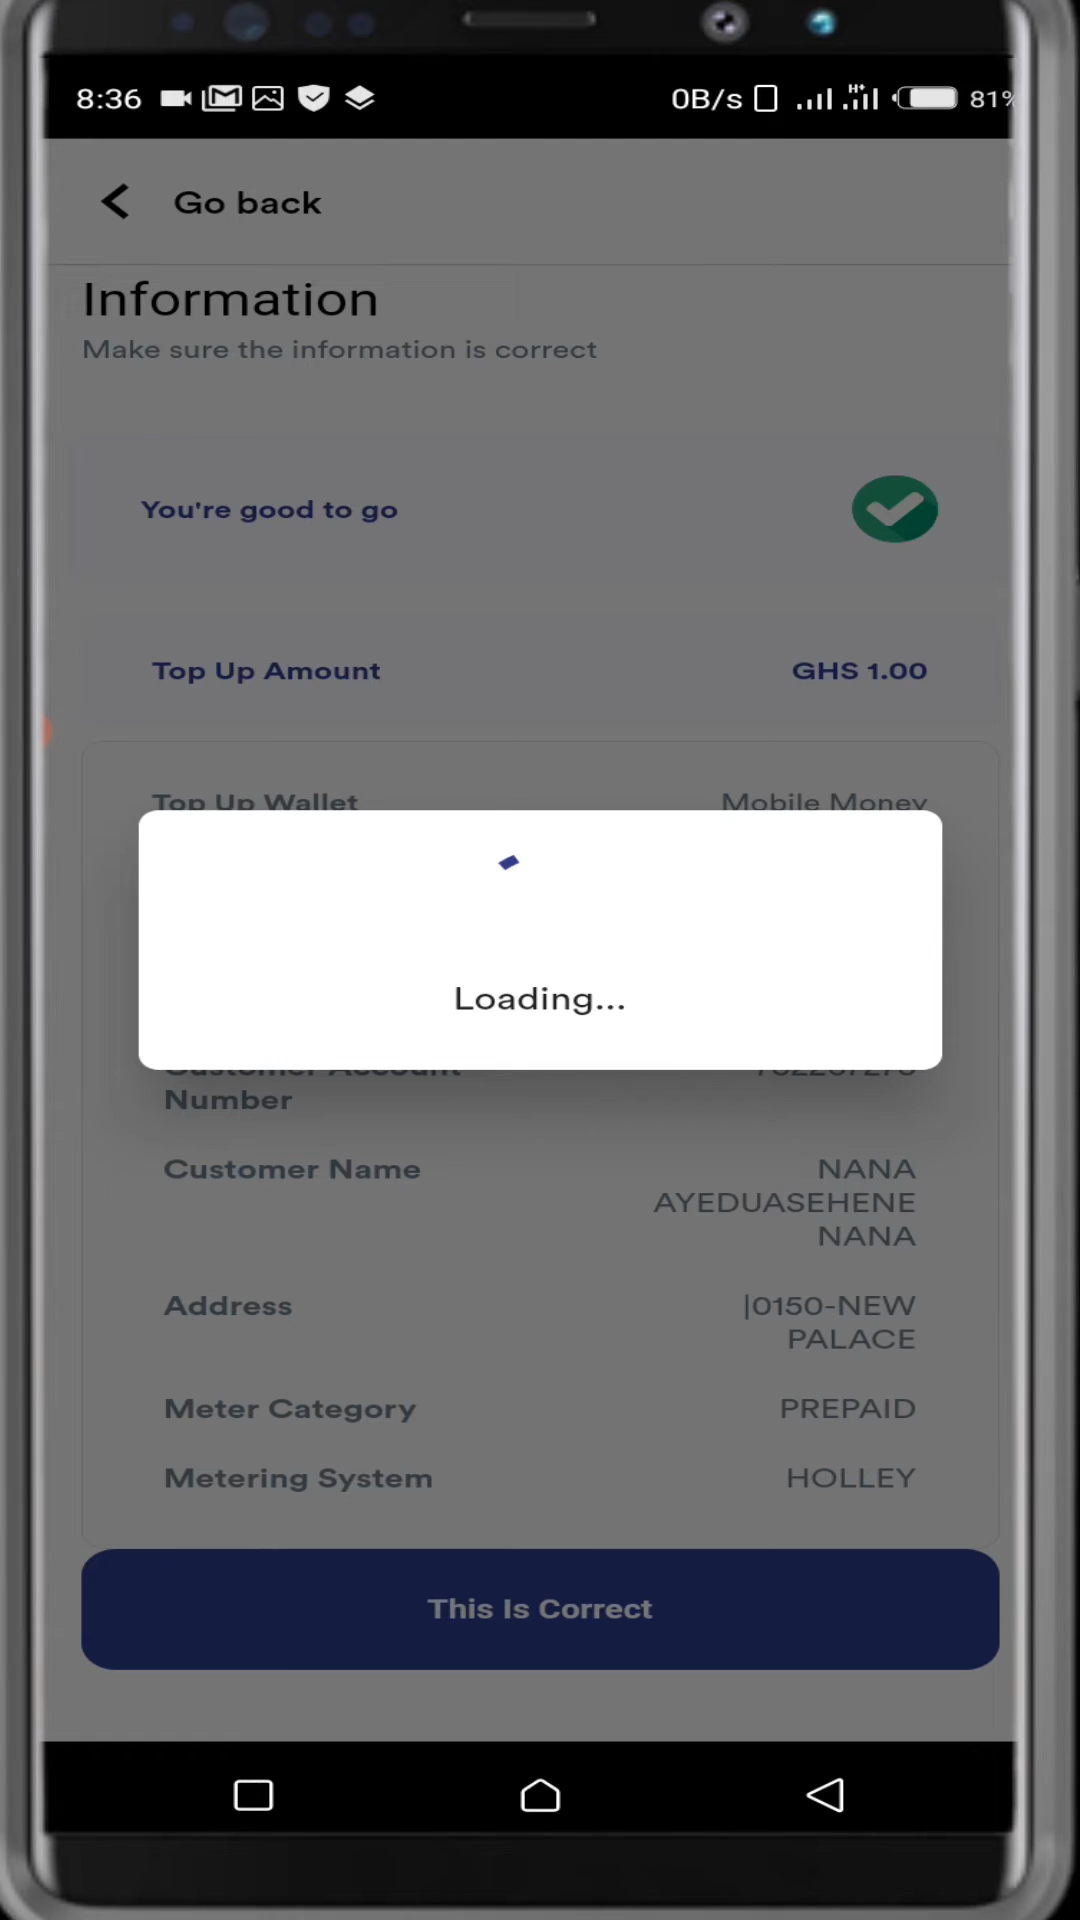 8:36 0B/s H+ 81%
Go back
Information
Make sure the information is correct
You're good to go
Top Up Amount GHS 1.00
Top Up Wallet Mobile Money
Loading...
Customer Account
Number
Customer Name NANA
AYEDUASEHENE
NANA
Address |0150-NEW
PALACE
Meter Category PREPAID
Metering System HOLLEY
This Is Correct